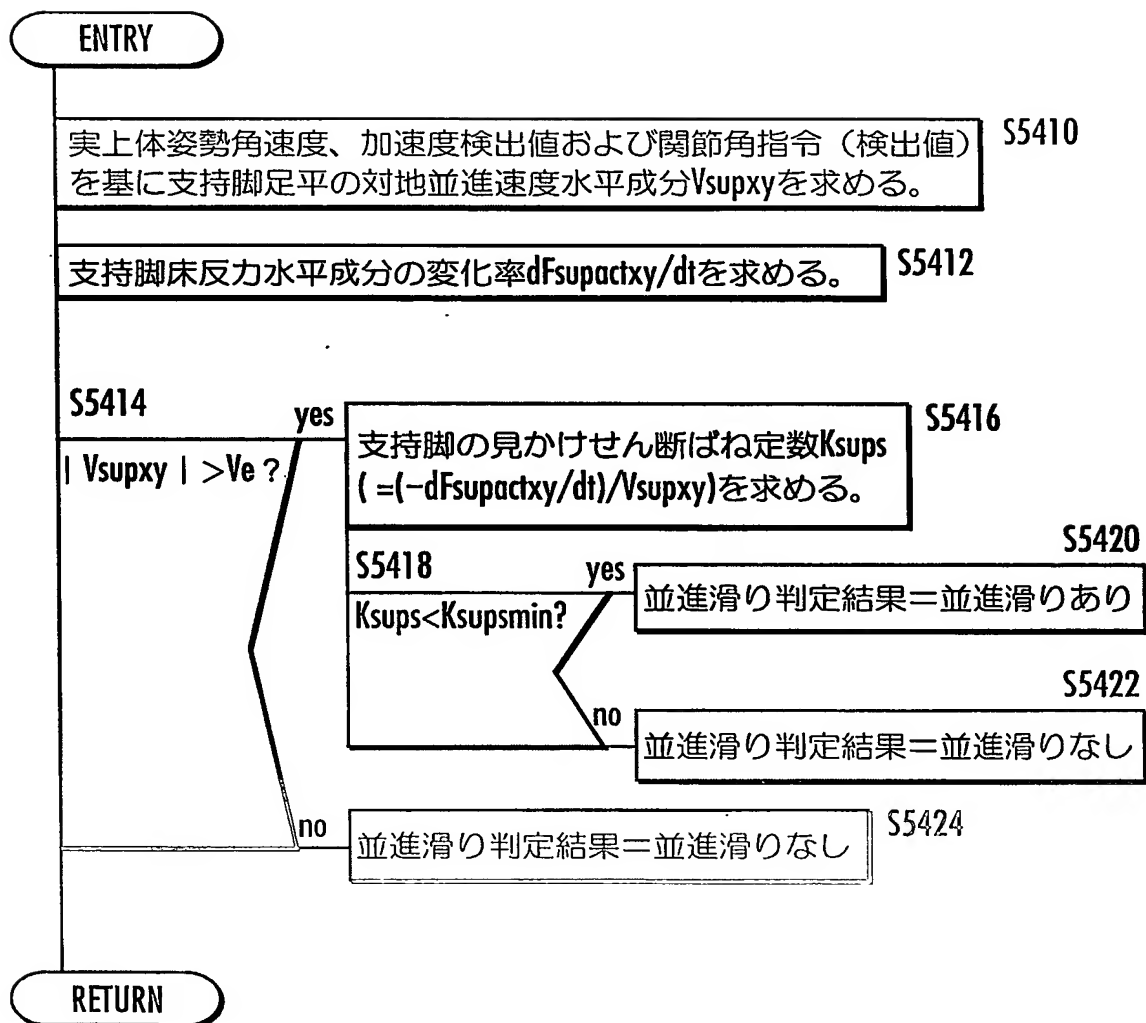 ENTRY
S5410
実上体姿勢角速度、加速度検出値および関節角指令（検出値）
を基に支持脚足平の対地並進速度水平成分Vsupxyを求める。
S5412
支持脚床反力水平成分の変化率dFsupactxy/dtを求める。
S5414
| Vsupxy | >Ve ?
yes
S5416
支持脚の見かけせん断ばね定数Ksups
( =(−dFsupactxy/dt)/Vsupxy)を求める。
S5418
Ksups<Ksupsmin?
yes
S5420
並進滑り判定結果＝並進滑りあり
no
S5422
並進滑り判定結果＝並進滑りなし
no
S5424
並進滑り判定結果＝並進滑りなし
RETURN